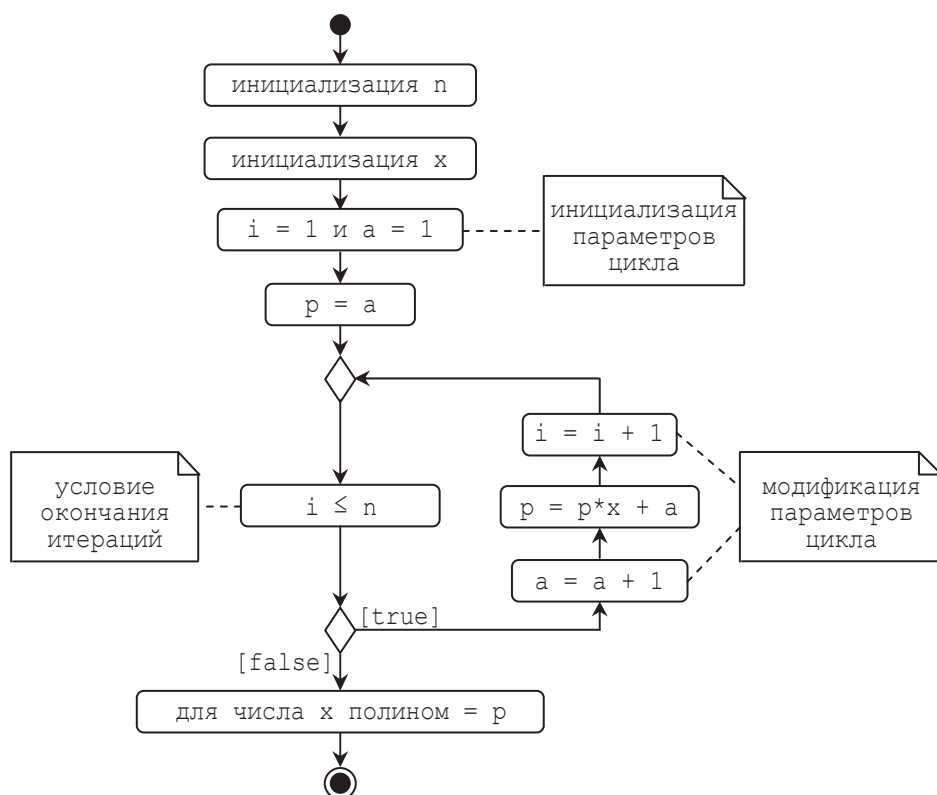 инициализация n
инициализация x
i = 1 и a = 1
инициализация
параметров
цикла
p = a
i = i + 1
условие
окончания
итераций
i ≤ n
p = p*x + a
модификация
параметров
цикла
a = a + 1
[true]
[false]
для числа x полином = p